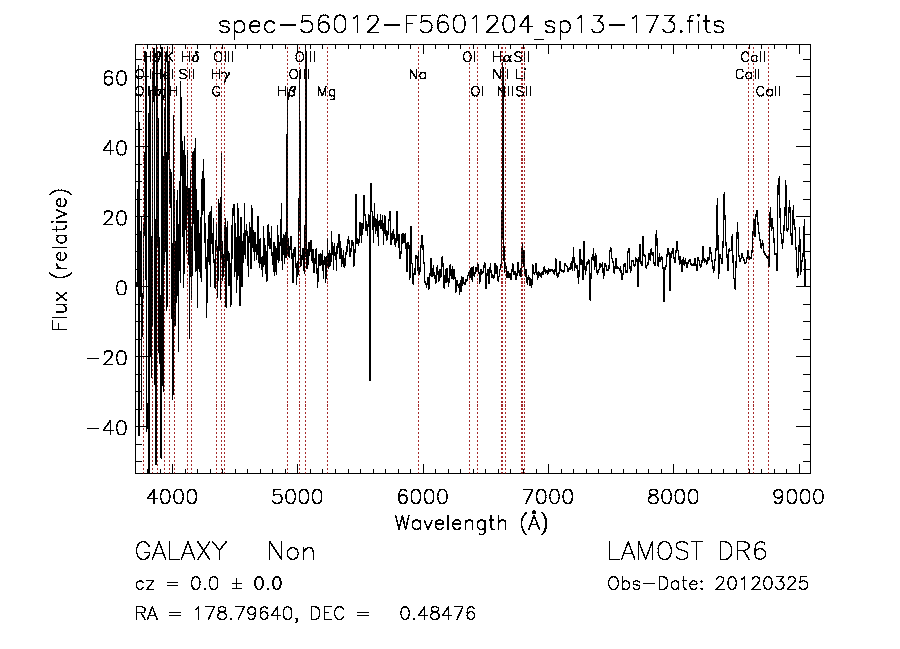 spec-56012-F5601204_sp13-173.fits
Hδ OIII OIII OI Hα SII CaII
SII Hγ OIII Na NII Li CaII
G Hβ Mg OI NII SII CaII
Flux (relative)
60
40
20
0
-20
-40
4000 5000 6000 7000 8000 9000
Wavelength (Å)
GALAXY Non LAMOST DR6
cz = 0.0 ± 0.0 Obs-Date: 20120325
RA = 178.79640, DEC = 0.48476